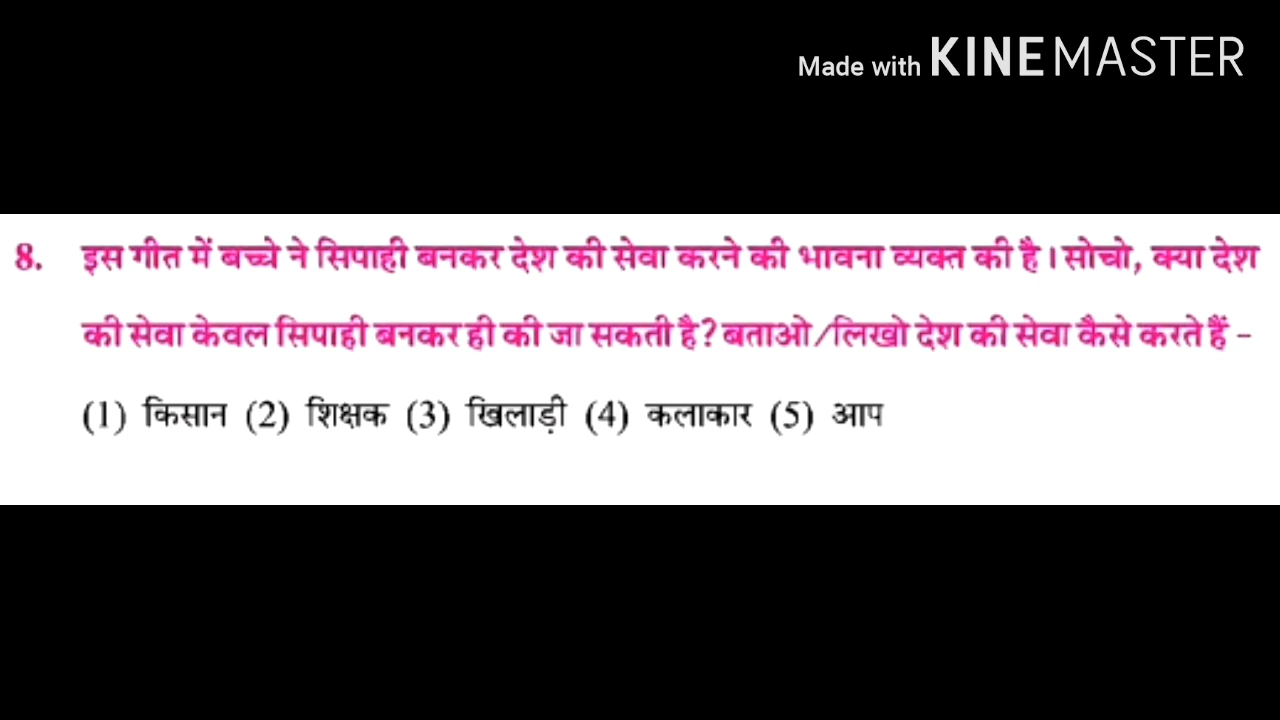 Made with KINEMASTER
8. इस गीत में बच्चे ने सिपाही बनकर देश की सेवा करने की भावना व्यक्त की है। सोचो, क्या देश
की सेवा केवल सिपाही बनकर ही की जा सकती है? बताओ/लिखो देश की सेवा कैसे करते हैं -
(1) किसान (2) शिक्षक (3) खिलाड़ी (4) कलाकार (5) आप